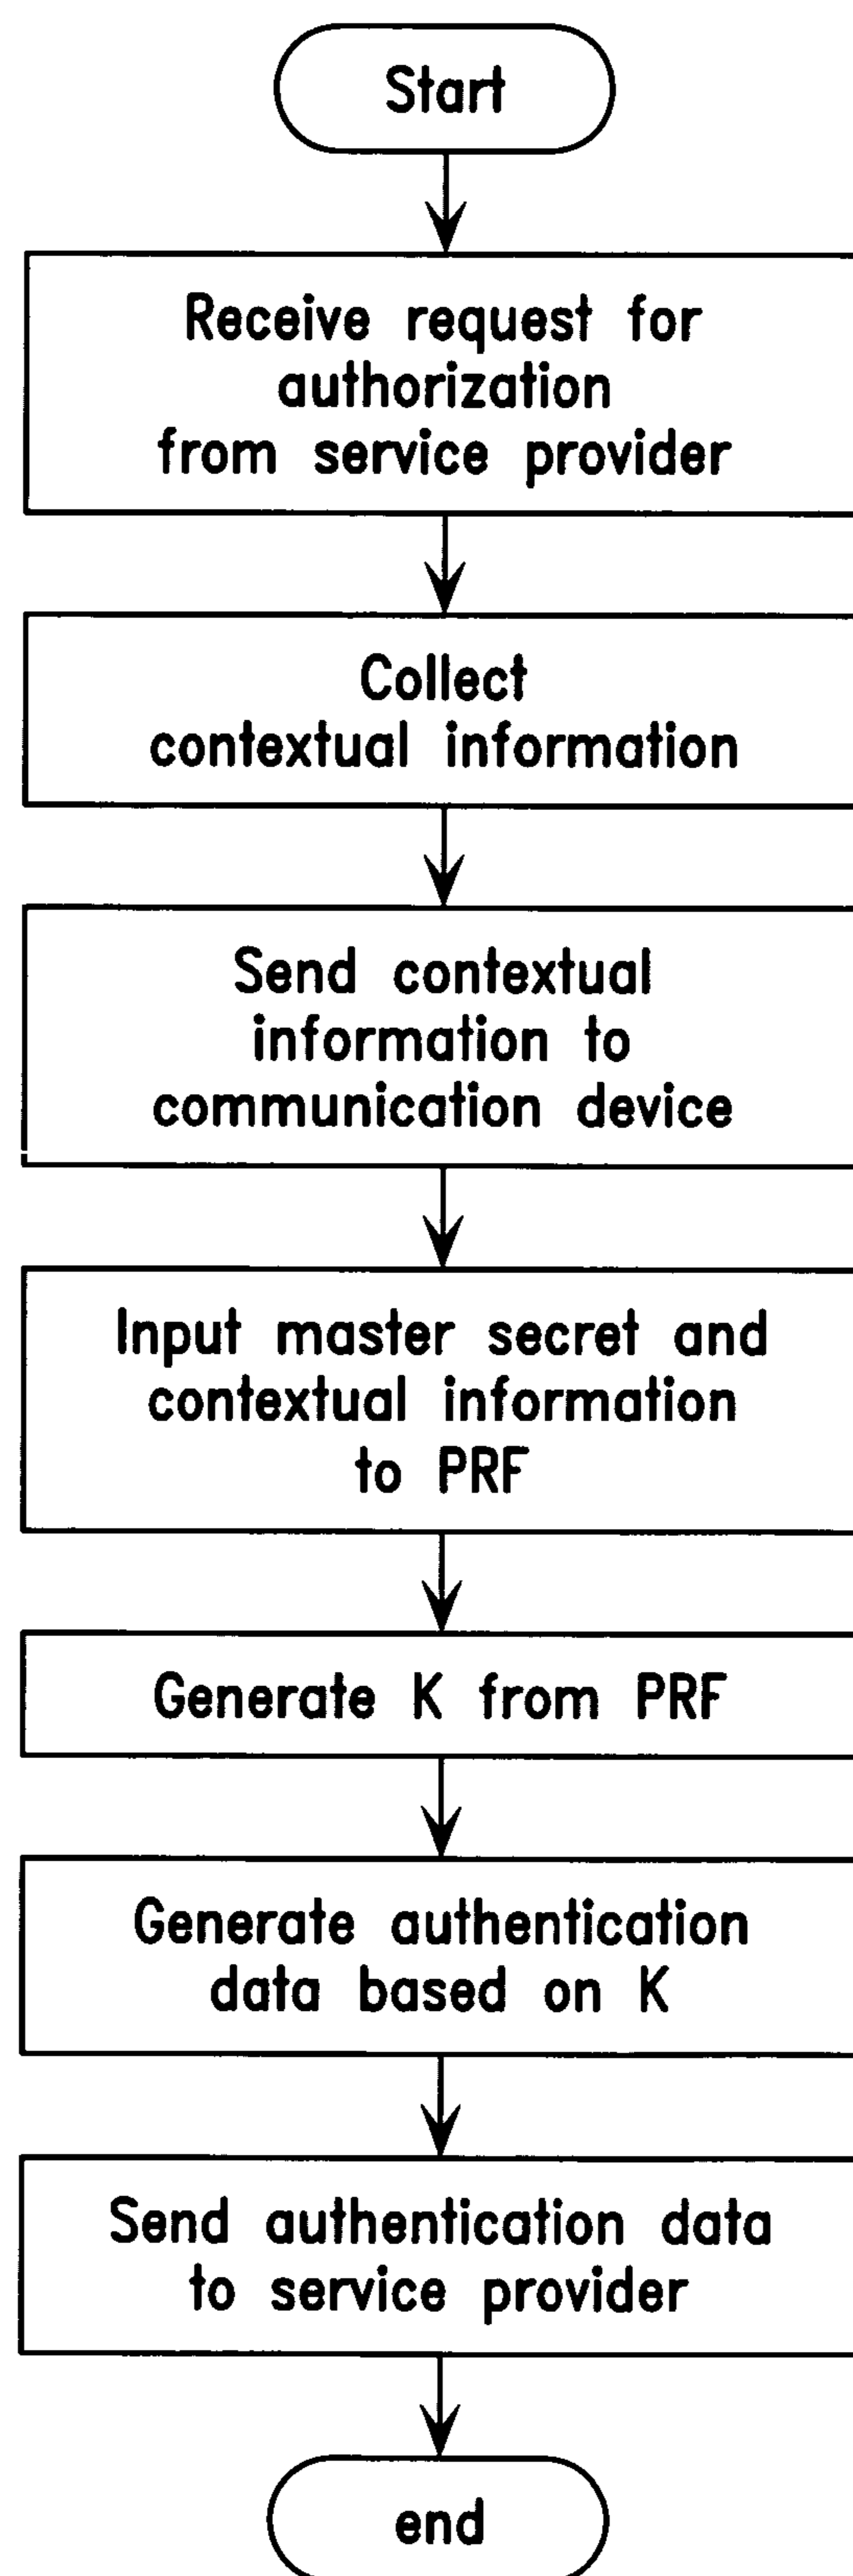 Start
Receive request for
authorization
from service provider
Collect
contextual information
Send contextual
information to
communication device
Input master secret and
contextual information
to PRF
Generate K from PRF
Generate authentication
data based on K
Send authentication data
to service provider
end